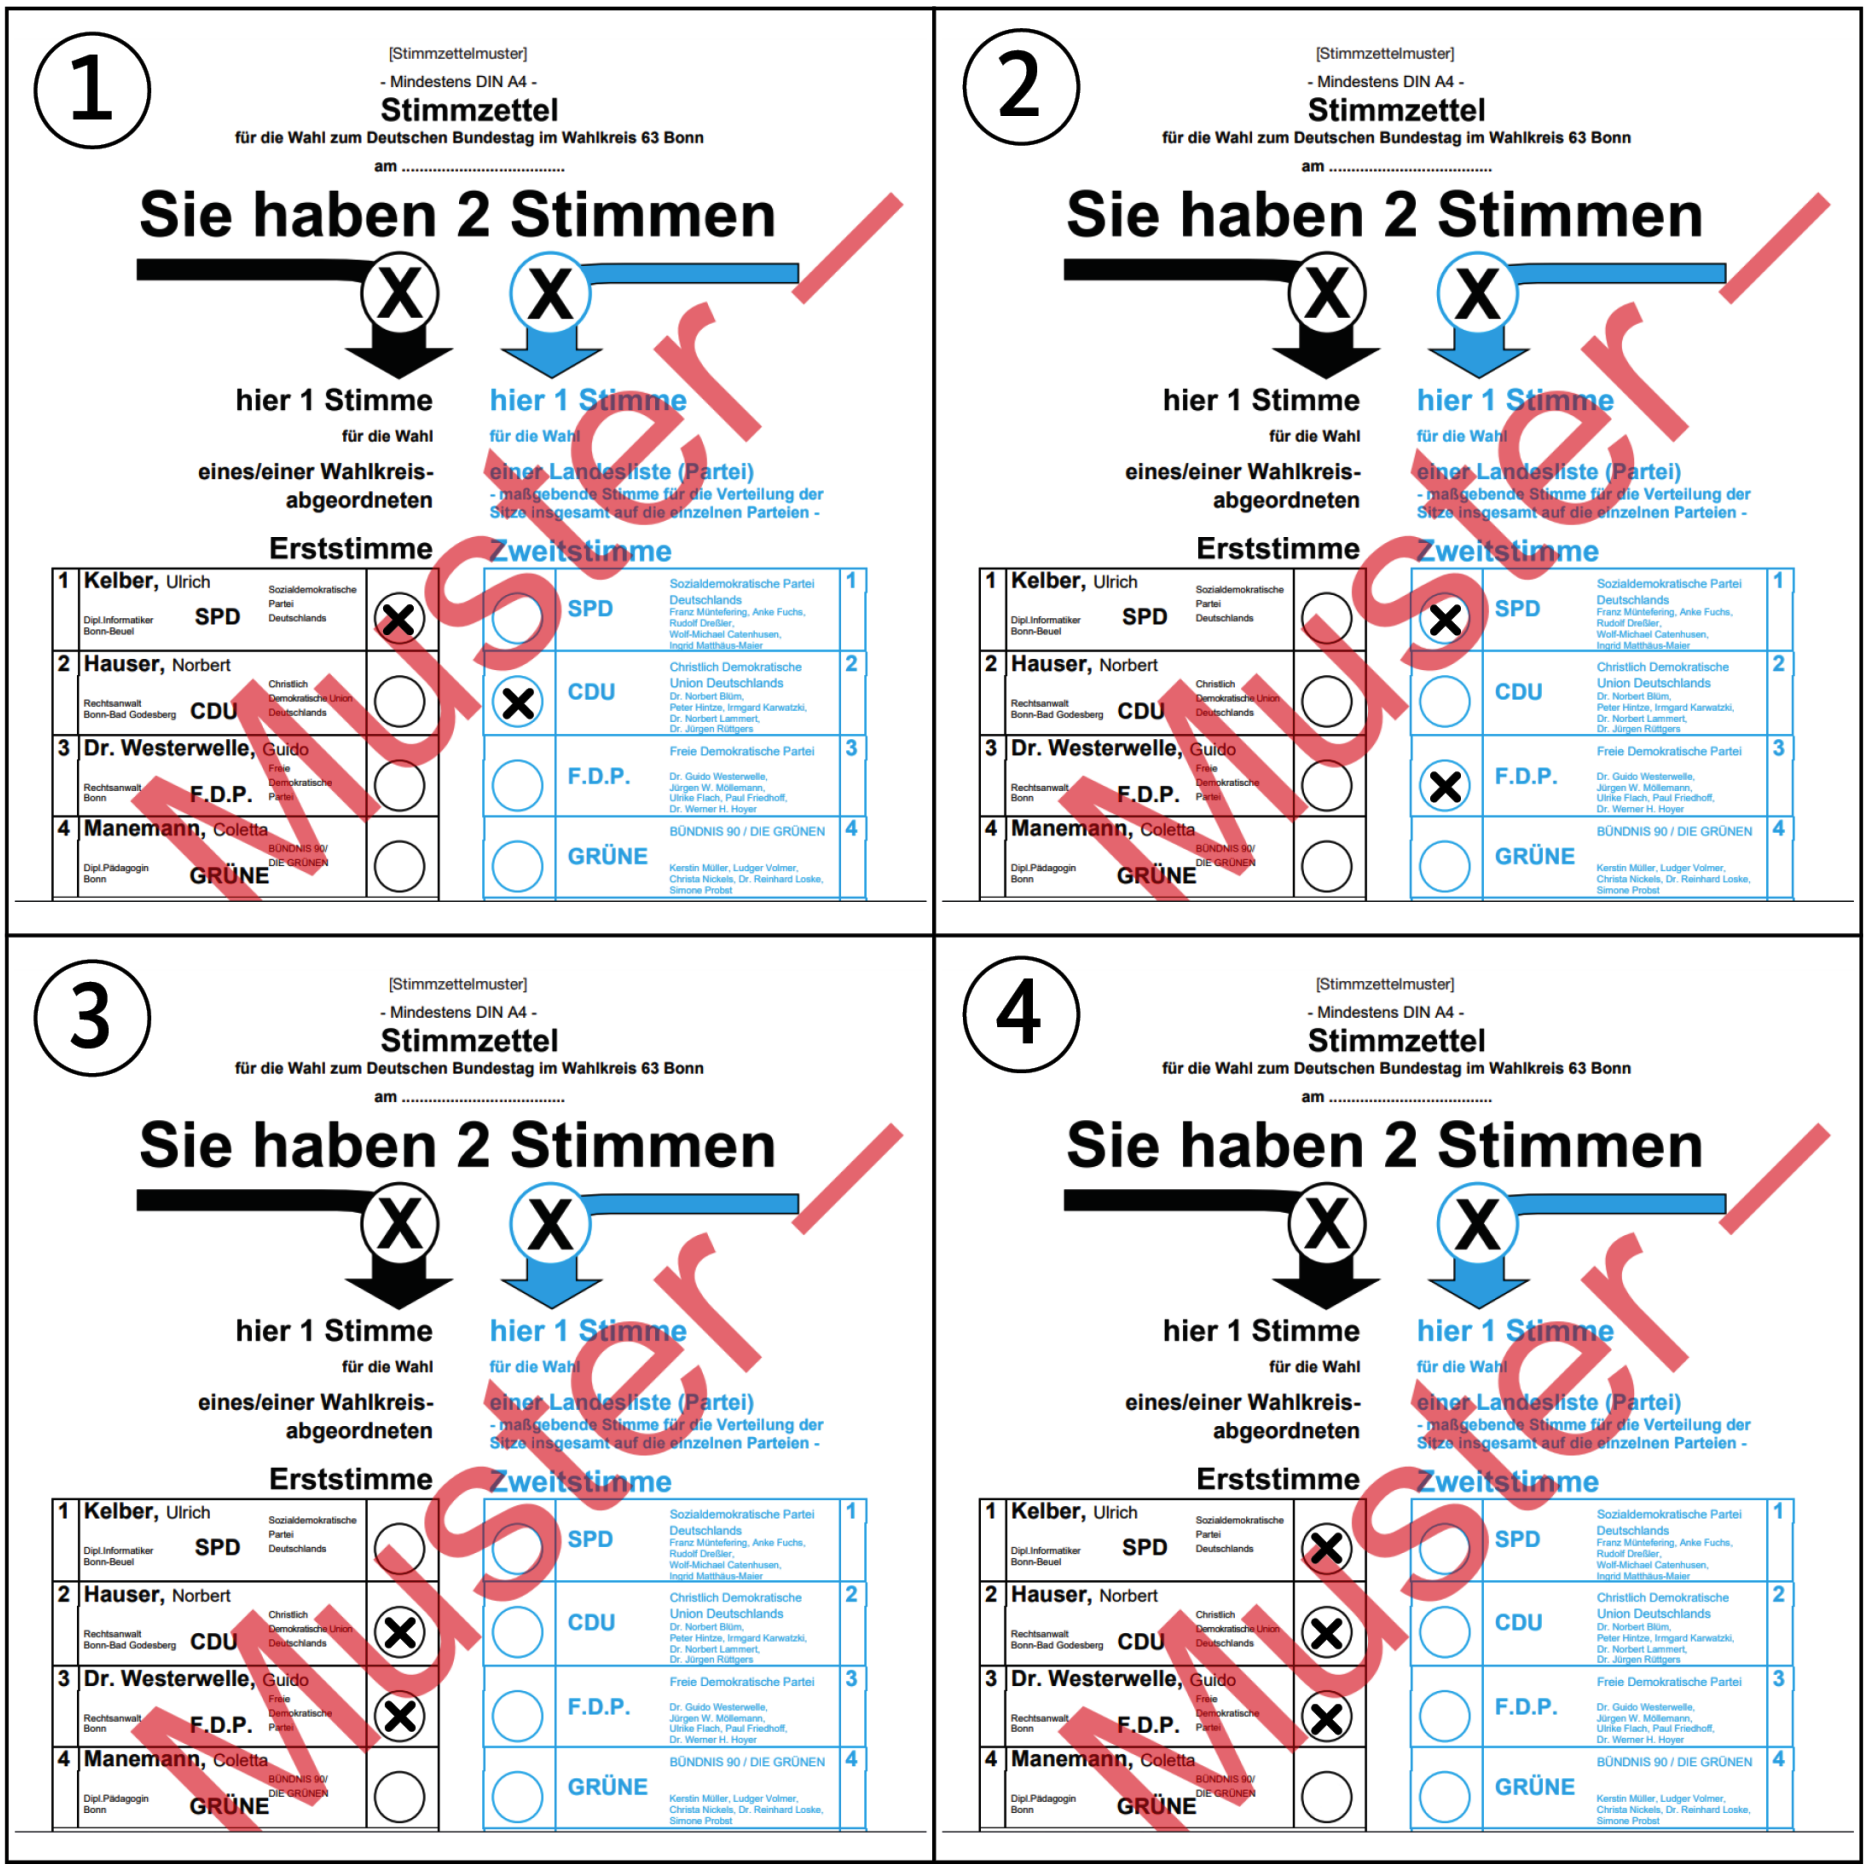 1
[Stimmzettelmuster]
- Mindestens DIN A4 -
Stimmzettel
für die Wahl zum Deutschen Bundestag im Wahlkreis 63 Bonn
am ....................................
Sie haben 2 Stimmen
X X
hier 1 Stimme
für die Wahl
eines/einer Wahlkreis-
abgeordneten
Erststimme
hier 1 Stimme
für die Wahl
einer Landesliste (Partei)
- maßgebende Stimme für die Verteilung der
Sitze insgesamt auf die einzelnen Parteien -
Zweitstimme
1 Kelber, Ulrich
Dipl.Informatiker
Bonn-Beuel
SPD
Sozialdemokratische
Partei
Deutschlands
X
2 Hauser, Norbert
Rechtsanwalt
Bonn-Bad Godesberg
CDU
Christlich
Demokratische Union
Deutschlands
3 Dr. Westerwelle, Guido
Rechtsanwalt
Bonn
F.D.P.
Freie
Demokratische
Partei
4 Manemann, Coletta
Dipl.Pädagogin
Bonn
GRÜNE
BÜNDNIS 90/
DIE GRÜNEN
SPD
Sozialdemokratische Partei 1
Deutschlands
Franz Müntefering, Anke Fuchs,
Rudolf Dreßler,
Wolf-Michael Catenhusen,
Ingrid Matthäus-Maier
X
CDU
Christlich Demokratische 2
Union Deutschlands
Dr. Norbert Blüm,
Peter Hintze, Irmgard Karwatzki,
Dr. Norbert Lammert,
Dr. Jürgen Rüttgers
F.D.P.
Freie Demokratische Partei 3
Dr. Guido Westerwelle,
Jürgen W. Möllemann,
Ulrike Flach, Paul Friedhoff,
Dr. Werner H. Hoyer
GRÜNE
BÜNDNIS 90 / DIE GRÜNEN 4
Kerstin Müller, Ludger Volmer,
Christa Nickels, Dr. Reinhard Loske,
Simone Probst
Muster –
2
[Stimmzettelmuster]
- Mindestens DIN A4 -
Stimmzettel
für die Wahl zum Deutschen Bundestag im Wahlkreis 63 Bonn
am ....................................
Sie haben 2 Stimmen
X X
hier 1 Stimme
für die Wahl
eines/einer Wahlkreis-
abgeordneten
Erststimme
hier 1 Stimme
für die Wahl
einer Landesliste (Partei)
- maßgebende Stimme für die Verteilung der
Sitze insgesamt auf die einzelnen Parteien -
Zweitstimme
1 Kelber, Ulrich
Dipl.Informatiker
Bonn-Beuel
SPD
Sozialdemokratische
Partei
Deutschlands
2 Hauser, Norbert
Rechtsanwalt
Bonn-Bad Godesberg
CDU
Christlich
Demokratische Union
Deutschlands
3 Dr. Westerwelle, Guido
Rechtsanwalt
Bonn
F.D.P.
Freie
Demokratische
Partei
4 Manemann, Coletta
Dipl.Pädagogin
Bonn
GRÜNE
BÜNDNIS 90/
DIE GRÜNEN
X
SPD
Sozialdemokratische Partei 1
Deutschlands
Franz Müntefering, Anke Fuchs,
Rudolf Dreßler,
Wolf-Michael Catenhusen,
Ingrid Matthäus-Maier
CDU
Christlich Demokratische 2
Union Deutschlands
Dr. Norbert Blüm,
Peter Hintze, Irmgard Karwatzki,
Dr. Norbert Lammert,
Dr. Jürgen Rüttgers
X
F.D.P.
Freie Demokratische Partei 3
Dr. Guido Westerwelle,
Jürgen W. Möllemann,
Ulrike Flach, Paul Friedhoff,
Dr. Werner H. Hoyer
GRÜNE
BÜNDNIS 90 / DIE GRÜNEN 4
Kerstin Müller, Ludger Volmer,
Christa Nickels, Dr. Reinhard Loske,
Simone Probst
Muster –
3
[Stimmzettelmuster]
- Mindestens DIN A4 -
Stimmzettel
für die Wahl zum Deutschen Bundestag im Wahlkreis 63 Bonn
am ....................................
Sie haben 2 Stimmen
X X
hier 1 Stimme
für die Wahl
eines/einer Wahlkreis-
abgeordneten
Erststimme
hier 1 Stimme
für die Wahl
einer Landesliste (Partei)
- maßgebende Stimme für die Verteilung der
Sitze insgesamt auf die einzelnen Parteien -
Zweitstimme
1 Kelber, Ulrich
Dipl.Informatiker
Bonn-Beuel
SPD
Sozialdemokratische
Partei
Deutschlands
2 Hauser, Norbert
Rechtsanwalt
Bonn-Bad Godesberg
CDU
Christlich
Demokratische Union
Deutschlands
X
3 Dr. Westerwelle, Guido
Rechtsanwalt
Bonn
F.D.P.
Freie
Demokratische
Partei
X
4 Manemann, Coletta
Dipl.Pädagogin
Bonn
GRÜNE
BÜNDNIS 90/
DIE GRÜNEN
SPD
Sozialdemokratische Partei 1
Deutschlands
Franz Müntefering, Anke Fuchs,
Rudolf Dreßler,
Wolf-Michael Catenhusen,
Ingrid Matthäus-Maier
CDU
Christlich Demokratische 2
Union Deutschlands
Dr. Norbert Blüm,
Peter Hintze, Irmgard Karwatzki,
Dr. Norbert Lammert,
Dr. Jürgen Rüttgers
F.D.P.
Freie Demokratische Partei 3
Dr. Guido Westerwelle,
Jürgen W. Möllemann,
Ulrike Flach, Paul Friedhoff,
Dr. Werner H. Hoyer
GRÜNE
BÜNDNIS 90 / DIE GRÜNEN 4
Kerstin Müller, Ludger Volmer,
Christa Nickels, Dr. Reinhard Loske,
Simone Probst
Muster –
4
[Stimmzettelmuster]
- Mindestens DIN A4 -
Stimmzettel
für die Wahl zum Deutschen Bundestag im Wahlkreis 63 Bonn
am ....................................
Sie haben 2 Stimmen
X X
hier 1 Stimme
für die Wahl
eines/einer Wahlkreis-
abgeordneten
Erststimme
hier 1 Stimme
für die Wahl
einer Landesliste (Partei)
- maßgebende Stimme für die Verteilung der
Sitze insgesamt auf die einzelnen Parteien -
Zweitstimme
1 Kelber, Ulrich
Dipl.Informatiker
Bonn-Beuel
SPD
Sozialdemokratische
Partei
Deutschlands
X
2 Hauser, Norbert
Rechtsanwalt
Bonn-Bad Godesberg
CDU
Christlich
Demokratische Union
Deutschlands
X
3 Dr. Westerwelle, Guido
Rechtsanwalt
Bonn
F.D.P.
Freie
Demokratische
Partei
X
4 Manemann, Coletta
Dipl.Pädagogin
Bonn
GRÜNE
BÜNDNIS 90/
DIE GRÜNEN
SPD
Sozialdemokratische Partei 1
Deutschlands
Franz Müntefering, Anke Fuchs,
Rudolf Dreßler,
Wolf-Michael Catenhusen,
Ingrid Matthäus-Maier
CDU
Christlich Demokratische 2
Union Deutschlands
Dr. Norbert Blüm,
Peter Hintze, Irmgard Karwatzki,
Dr. Norbert Lammert,
Dr. Jürgen Rüttgers
F.D.P.
Freie Demokratische Partei 3
Dr. Guido Westerwelle,
Jürgen W. Möllemann,
Ulrike Flach, Paul Friedhoff,
Dr. Werner H. Hoyer
GRÜNE
BÜNDNIS 90 / DIE GRÜNEN 4
Kerstin Müller, Ludger Volmer,
Christa Nickels, Dr. Reinhard Loske,
Simone Probst
Muster –